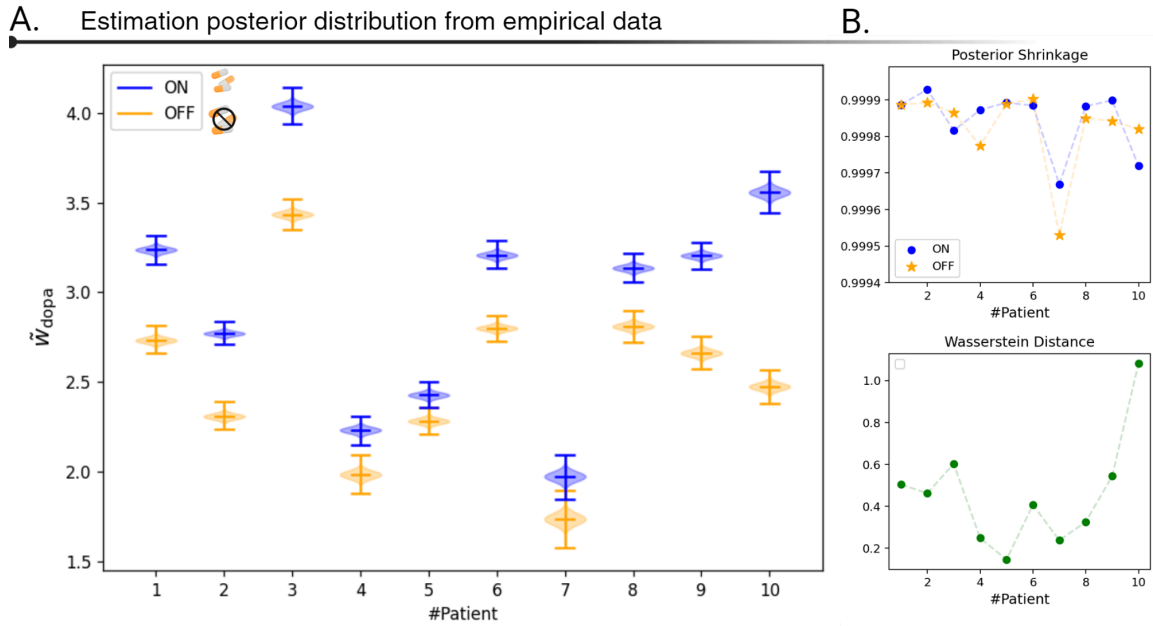 A. Estimation posterior distribution from empirical data
ON
OFF
4.0
3.5
3.0
2.5
2.0
1.5
w̃dopa
1 2 3 4 5 6 7 8 9 10
#Patient
B.
Posterior Shrinkage
0.9999
0.9998
0.9997
0.9996
0.9995
0.9994
ON
OFF
2 4 6 8 10
#Patient
Wasserstein Distance
1.0
0.8
0.6
0.4
0.2
2 4 6 8 10
#Patient